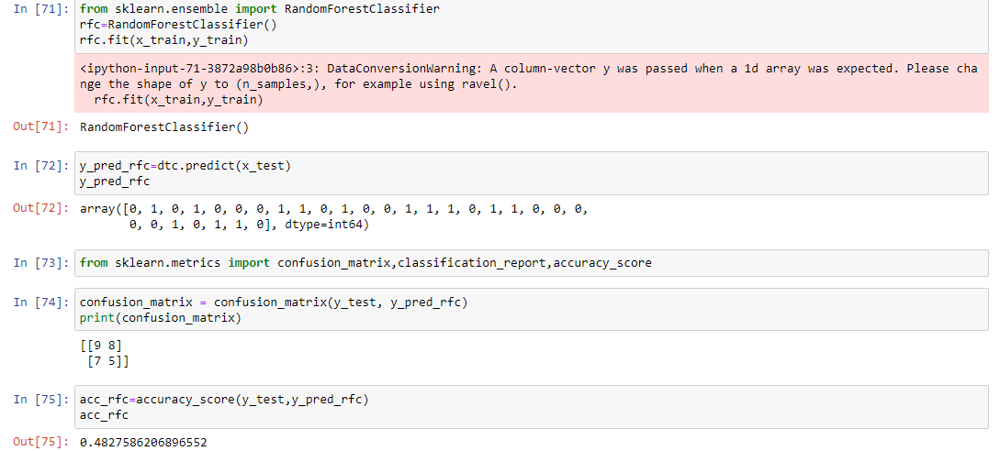 In [71]: from sklearn.ensemble import RandomForestClassifier
rfc=RandomForestClassifier()
rfc.fit(x_train,y_train)
<ipython-input-71-3872a98b0b86>:3: DataConversionWarning: A column-vector y was passed when a 1d array was expected. Please cha
nge the shape of y to (n_samples,), for example using ravel().
  rfc.fit(x_train,y_train)
Out[71]: RandomForestClassifier()
In [72]: y_pred_rfc=dtc.predict(x_test)
y_pred_rfc
Out[72]: array([0, 1, 0, 1, 0, 0, 0, 1, 1, 0, 1, 0, 0, 1, 1, 1, 0, 1, 1, 0, 0, 0,
       0, 0, 1, 0, 1, 1, 0], dtype=int64)
In [73]: from sklearn.metrics import confusion_matrix,classification_report,accuracy_score
In [74]: confusion_matrix = confusion_matrix(y_test, y_pred_rfc)
print(confusion_matrix)
[[9 8]
 [7 5]]
In [75]: acc_rfc=accuracy_score(y_test,y_pred_rfc)
acc_rfc
Out[75]: 0.4827586206896552